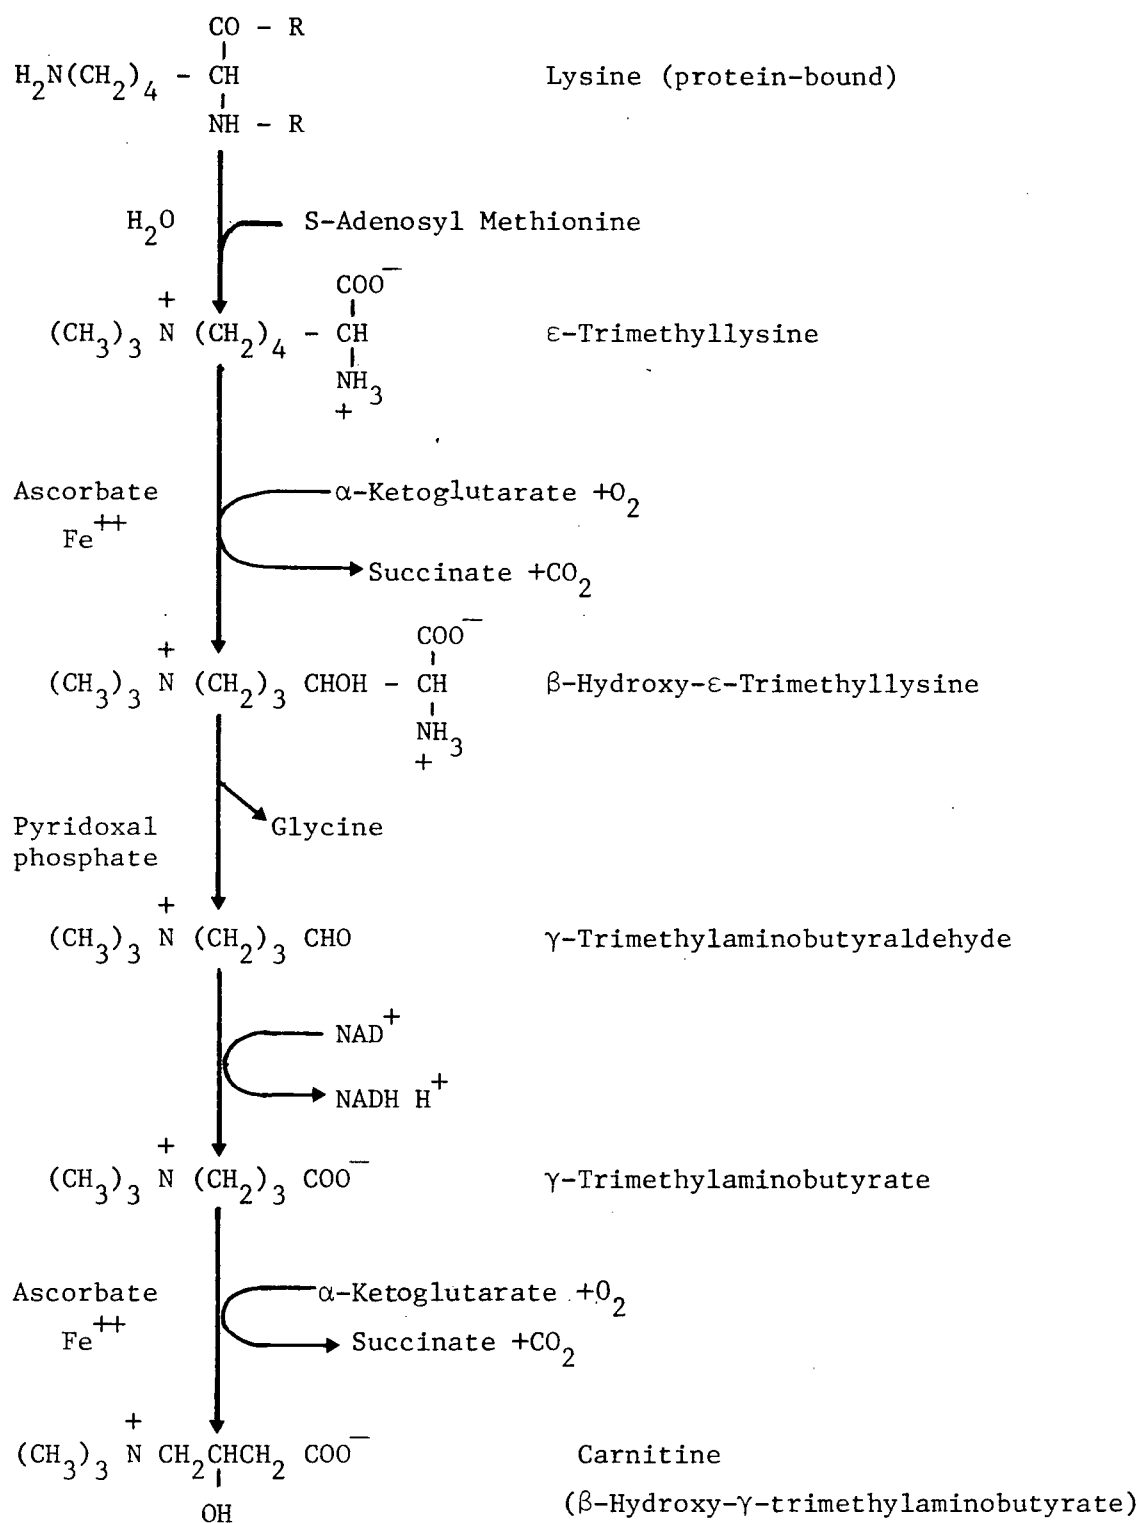 CO – R
H2N(CH2)4 – CH Lysine (protein-bound)
NH – R
H2O S-Adenosyl Methionine
COO−
+
(CH3)3 N (CH2)4 – CH ε-Trimethyllysine
NH3
+
Ascorbate α-Ketoglutarate +O2
Fe++
Succinate +CO2
COO−
+
(CH3)3 N (CH2)3 CHOH – CH β-Hydroxy-ε-Trimethyllysine
NH3
+
Glycine
Pyridoxal
phosphate
+
(CH3)3 N (CH2)3 CHO γ-Trimethylaminobutyraldehyde
NAD+
NADH H+
+
(CH3)3 N (CH2)3 COO− γ-Trimethylaminobutyrate
Ascorbate α-Ketoglutarate +O2
Fe++
Succinate +CO2
+
(CH3)3 N CH2CHCH2 COO− Carnitine
OH (β-Hydroxy-γ-trimethylaminobutyrate)